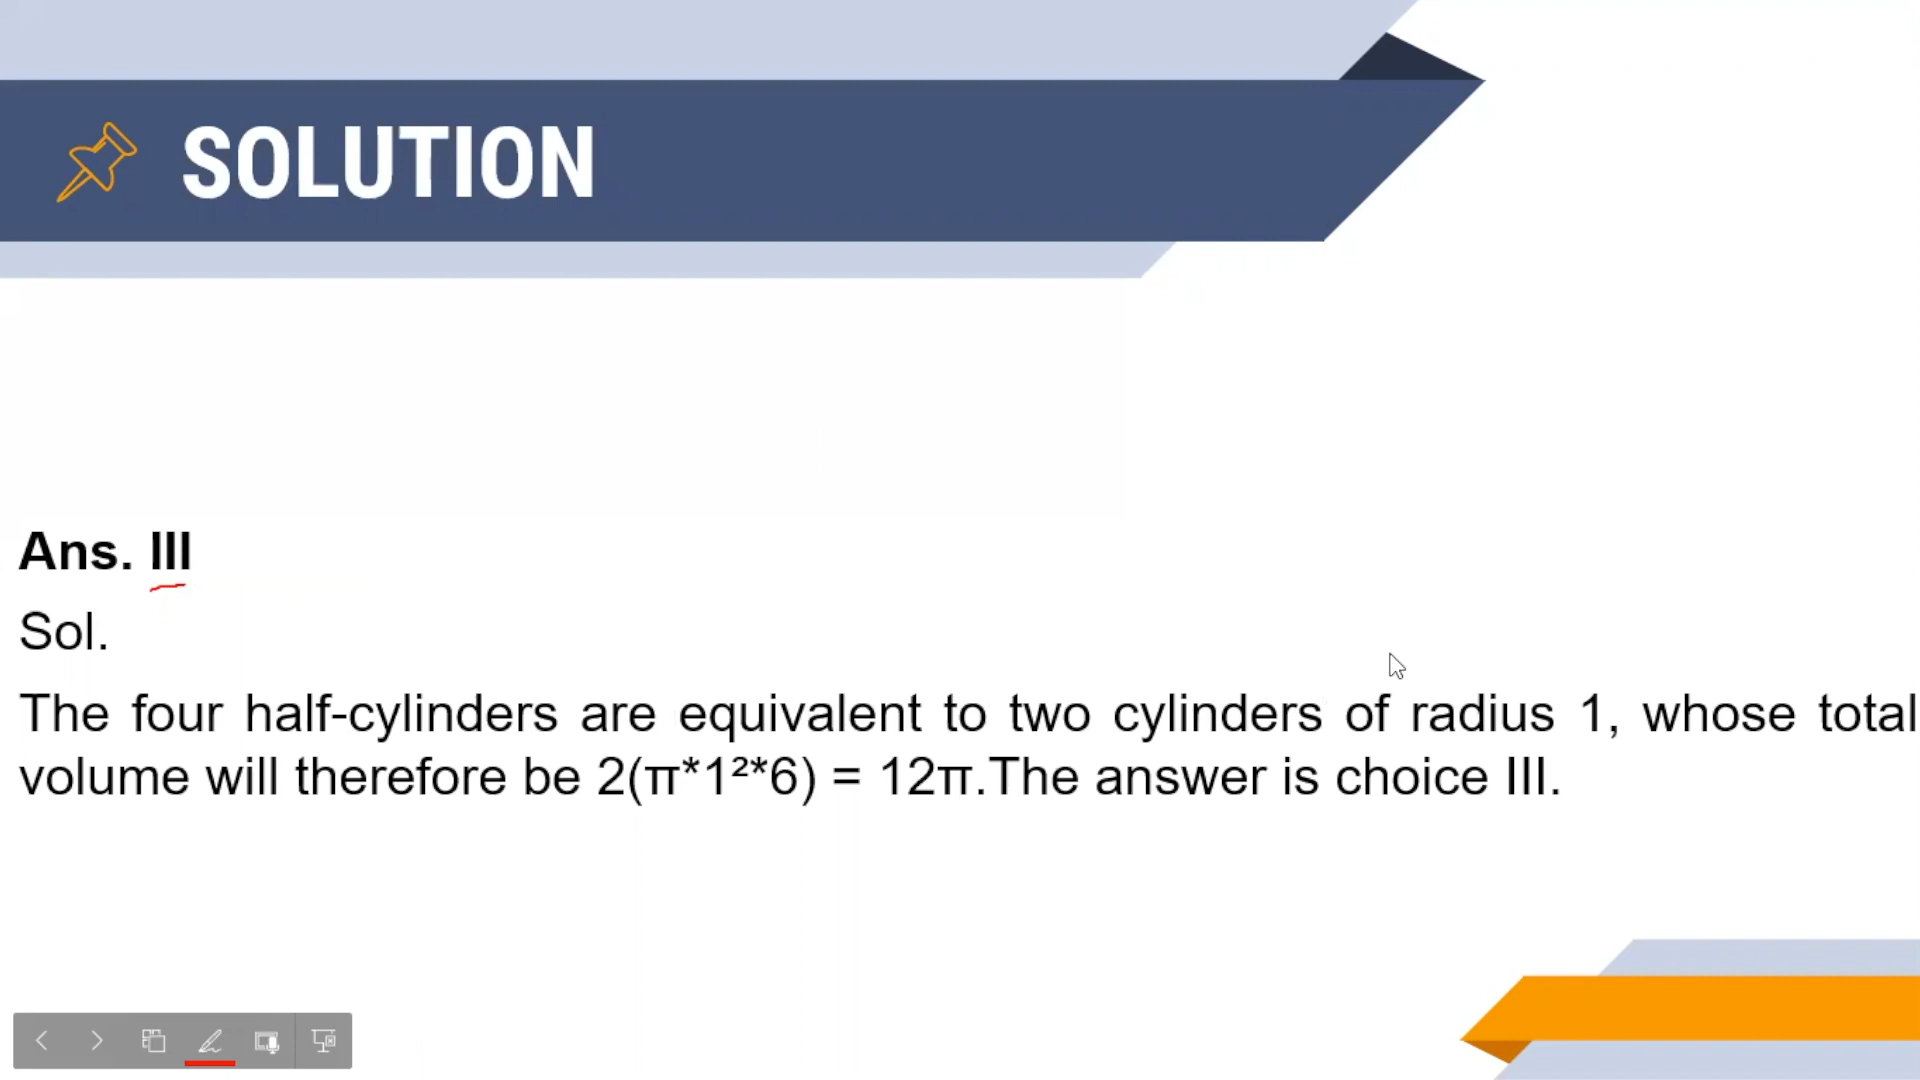 SOLUTION
Ans. III
Sol.
The four half-cylinders are equivalent to two cylinders of radius 1, whose total
volume will therefore be 2(π*1²*6) = 12π.The answer is choice III.